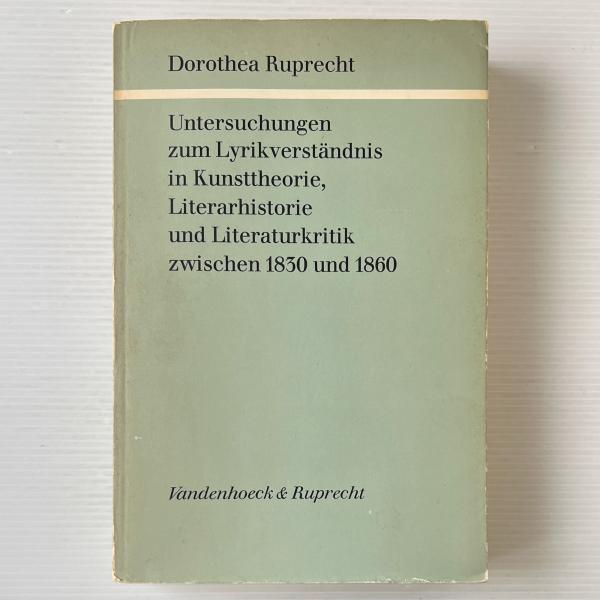 Dorothea Ruprecht
Untersuchungen
zum Lyrikverständnis
in Kunsttheorie,
Literarhistorie
und Literaturkritik
zwischen 1830 und 1860
Vandenhoeck & Ruprecht